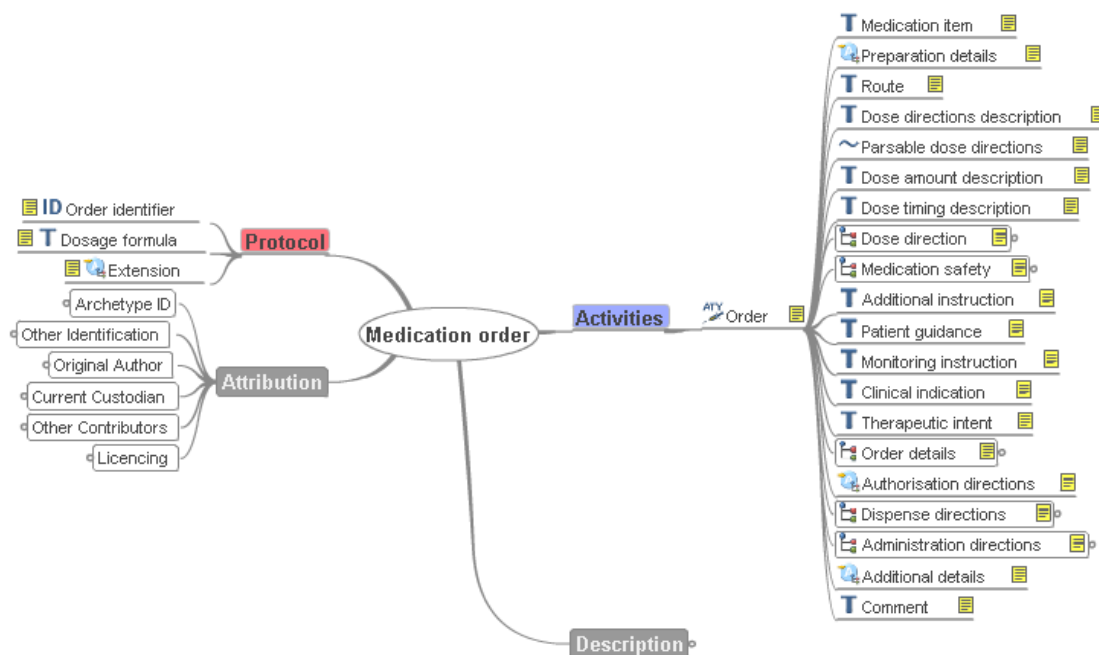 Medication order
Protocol
ID Order identifier
T Dosage formula
Extension
Attribution
Archetype ID
Other Identification
Original Author
Current Custodian
Other Contributors
Licencing
Activities
ATY Order
T Medication item
Preparation details
T Route
T Dose directions description
Parsable dose directions
T Dose amount description
T Dose timing description
Dose direction
Medication safety
T Additional instruction
T Patient guidance
T Monitoring instruction
T Clinical indication
T Therapeutic intent
Order details
Authorisation directions
Dispense directions
Administration directions
Additional details
T Comment
Description